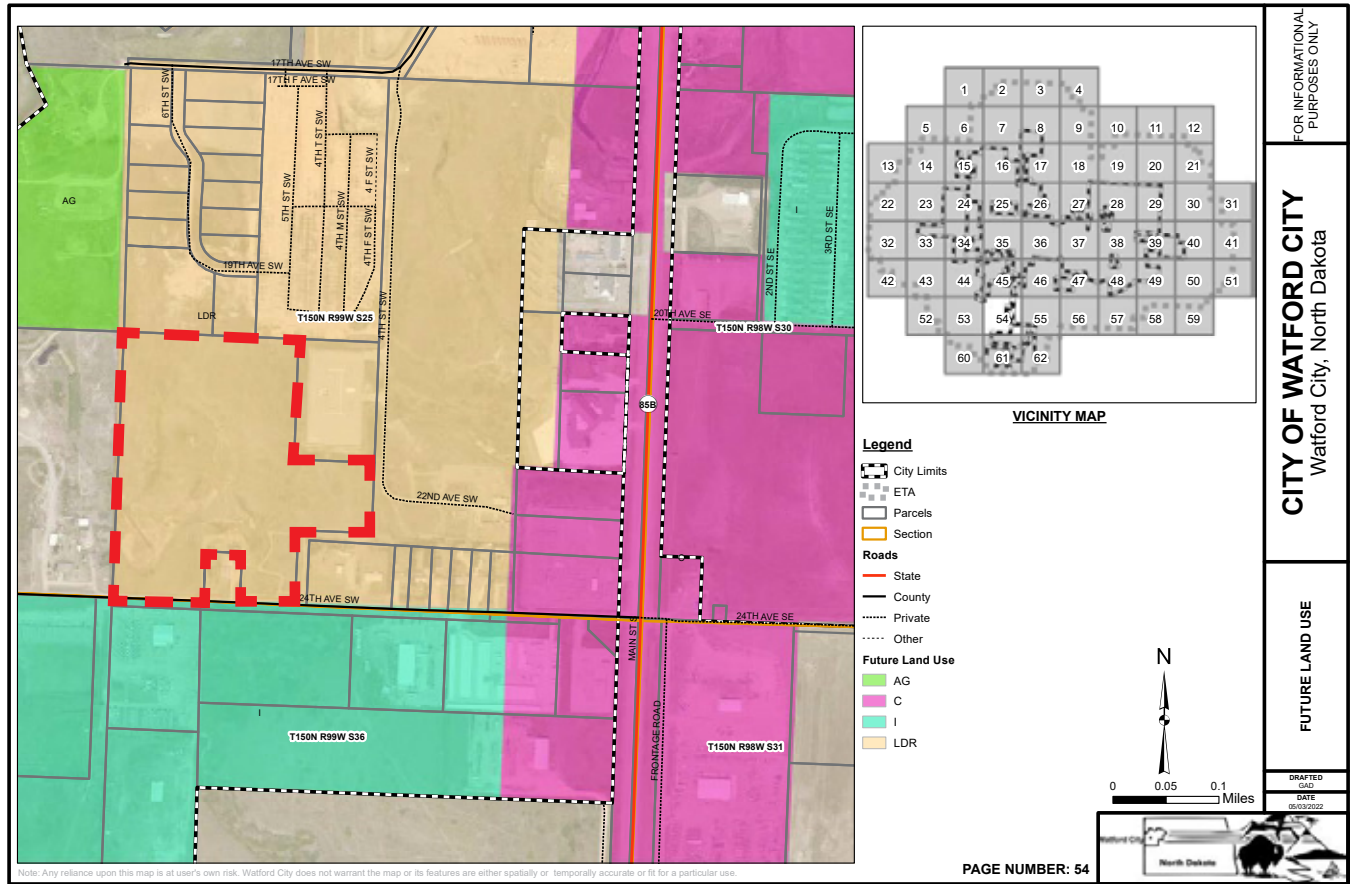 17TH AVE SW
17TH F AVE SW
6TH ST SW
4TH T ST SW
5TH ST SW
4TH M ST SW
4 F ST SW
4TH F ST SW
AG
19TH AVE SW
LDR
T150N R99W S25
4TH ST SW
22ND AVE SW
I
2ND ST SE
3RD ST SE
20TH AVE SE
T150N R98W S30
85B
24TH AVE SW
24TH AVE SE
MAIN ST S
FRONTAGE ROAD
I
T150N R99W S36
T150N R98W S31
1 2 3 4
5 6 7 8 9 10 11 12
13 14 15 16 17 18 19 20 21
22 23 24 25 26 27 28 29 30 31
32 33 34 35 36 37 38 39 40 41
42 43 44 45 46 47 48 49 50 51
52 53 54 55 56 57 58 59
60 61 62
VICINITY MAP
Legend
City Limits
ETA
Parcels
Section
Roads
State
County
Private
Other
Future Land Use
AG
C
I
LDR
N
0 0.05 0.1
Miles
PAGE NUMBER: 54
FOR INFORMATIONAL
PURPOSES ONLY
CITY OF WATFORD CITY
Watford City, North Dakota
FUTURE LAND USE
DRAFTED
GAD
DATE
05/03/2022
Watford City
North Dakota
Note: Any reliance upon this map is at user's own risk. Watford City does not warrant the map or its features are either spatially or temporally accurate or fit for a particular use.